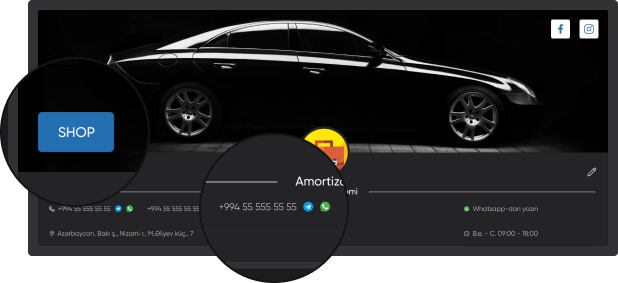 SHOP
Amortiza
+994 55 555 55 55 +994 55 555 55 55
+994 55 555 55 55
Whatsapp-dan yazın
Azərbaycan, Bakı ş., Nizami r., M.Əliyev küç., 7
B.e. - C. 09:00 - 18:00